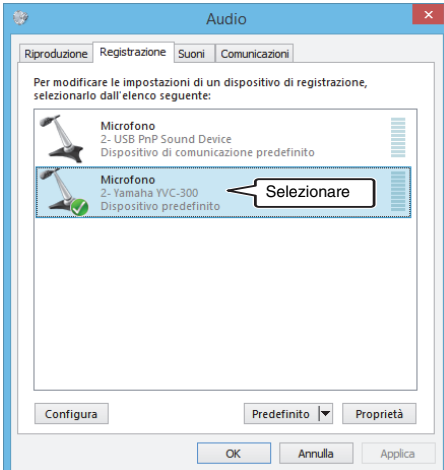 Audio
Riproduzione Registrazione Suoni Comunicazioni
Per modificare le impostazioni di un dispositivo di registrazione,
selezionarlo dall'elenco seguente:
Microfono
2- USB PnP Sound Device
Dispositivo di comunicazione predefinito
Microfono
2- Yamaha YVC-300
Dispositivo predefinito
Selezionare
Configura Predefinito Proprietà
OK Annulla Applica